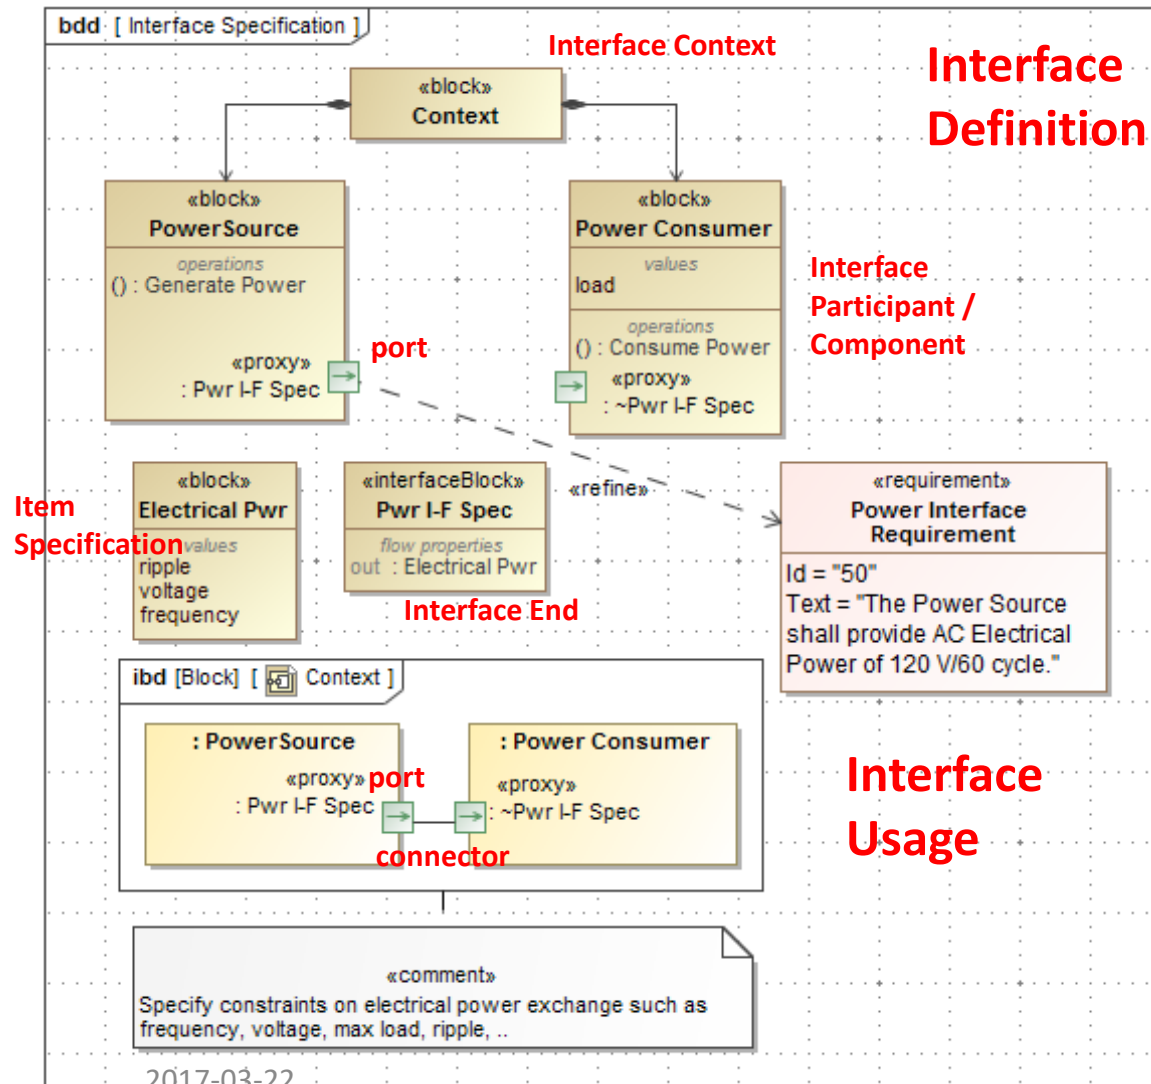 bdd [ Interface Specification ]
Interface Context
Interface
Definition
«block»
Context
«block»
PowerSource
operations
() : Generate Power
«proxy»
: Pwr I-F Spec
port
«block»
Power Consumer
values
load
operations
() : Consume Power
«proxy»
: ~Pwr I-F Spec
Interface
Participant /
Component
«refine»
Item
Specification
«block»
Electrical Pwr
values
ripple
voltage
frequency
«interfaceBlock»
Pwr I-F Spec
flow properties
out : Electrical Pwr
Interface End
«requirement»
Power Interface
Requirement
Id = "50"
Text = "The Power Source
shall provide AC Electrical
Power of 120 V/60 cycle."
ibd [Block] [ Context ]
: PowerSource
«proxy»
: Pwr I-F Spec
port
connector
: Power Consumer
«proxy»
: ~Pwr I-F Spec
Interface
Usage
«comment»
Specify constraints on electrical power exchange such as
frequency, voltage, max load, ripple, ..
2017-03-22